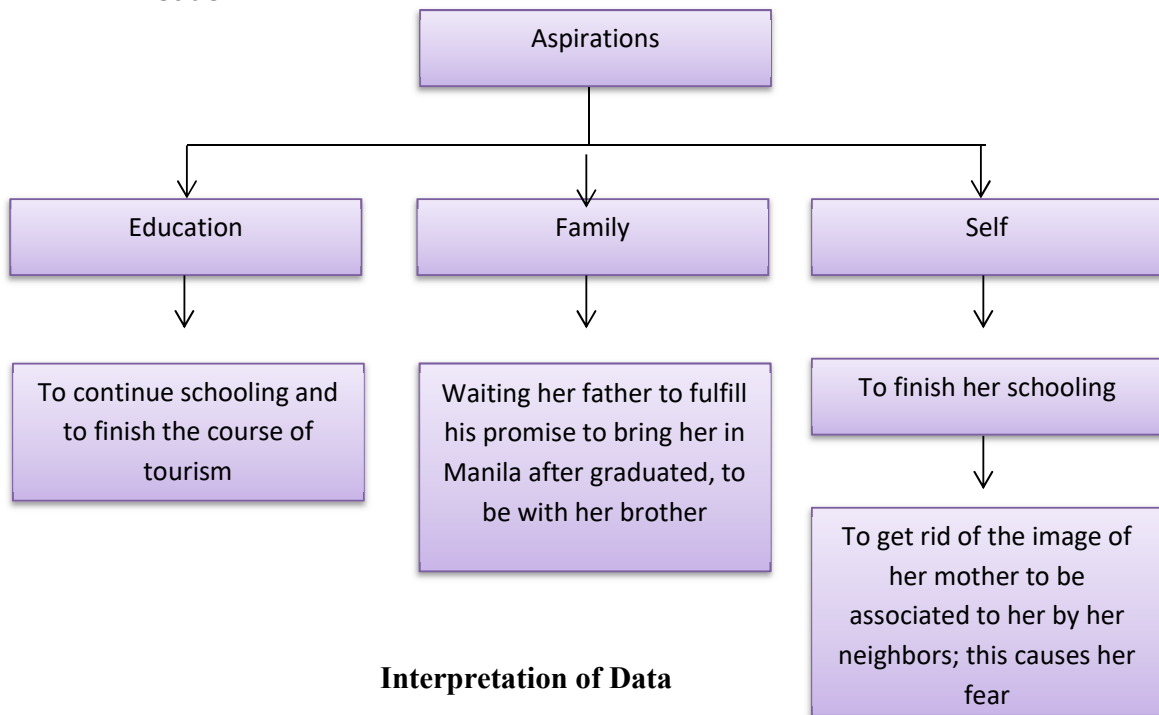 Aspirations
Education
Family
Self
To continue schooling and
to finish the course of
tourism
Waiting her father to fulfill
his promise to bring her in
Manila after graduated, to
be with her brother
To finish her schooling
To get rid of the image of
her mother to be
associated to her by her
neighbors; this causes her
fear
Interpretation of Data